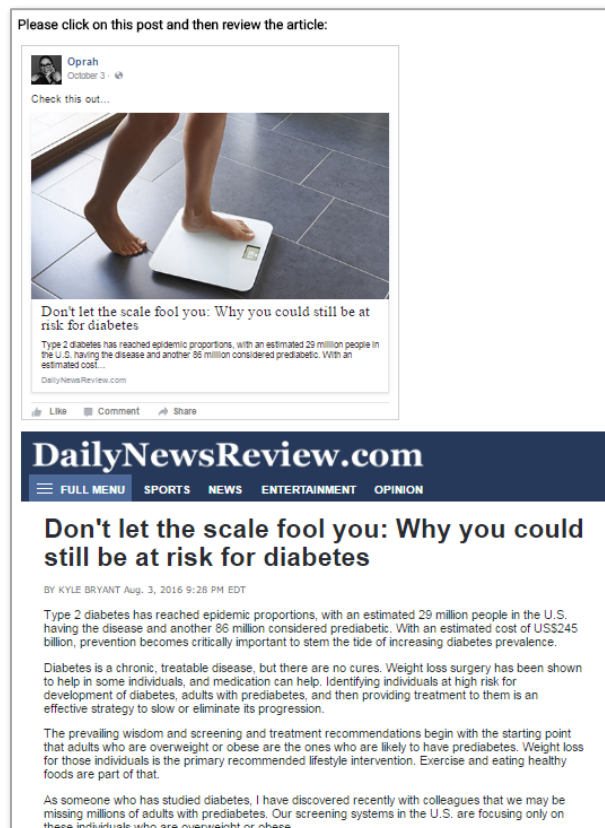 Please click on this post and then review the article:
Oprah
October 3 ·
Check this out...
Don't let the scale fool you: Why you could still be at
risk for diabetes
Type 2 diabetes has reached epidemic proportions, with an estimated 29 million people in
the U.S. having the disease and another 86 million considered prediabetic. With an
estimated cost...
DailyNewsReview.com
Like Comment Share
DailyNewsReview.com
FULL MENU SPORTS NEWS ENTERTAINMENT OPINION
Don't let the scale fool you: Why you could
still be at risk for diabetes
BY KYLE BRYANT Aug. 3, 2016 9:28 PM EDT
Type 2 diabetes has reached epidemic proportions, with an estimated 29 million people in the U.S.
having the disease and another 86 million considered prediabetic. With an estimated cost of US$245
billion, prevention becomes critically important to stem the tide of increasing diabetes prevalence.
Diabetes is a chronic, treatable disease, but there are no cures. Weight loss surgery has been shown
to help in some individuals, and medication can help. Identifying individuals at high risk for
development of diabetes, adults with prediabetes, and then providing treatment to them is an
effective strategy to slow or eliminate its progression.
The prevailing wisdom and screening and treatment recommendations begin with the starting point
that adults who are overweight or obese are the ones who are likely to have prediabetes. Weight loss
for those individuals is the primary recommended lifestyle intervention. Exercise and eating healthy
foods are part of that.
As someone who has studied diabetes, I have discovered recently with colleagues that we may be
missing millions of adults with prediabetes. Our screening systems in the U.S. are focusing only on
these individuals who are overweight or obese.